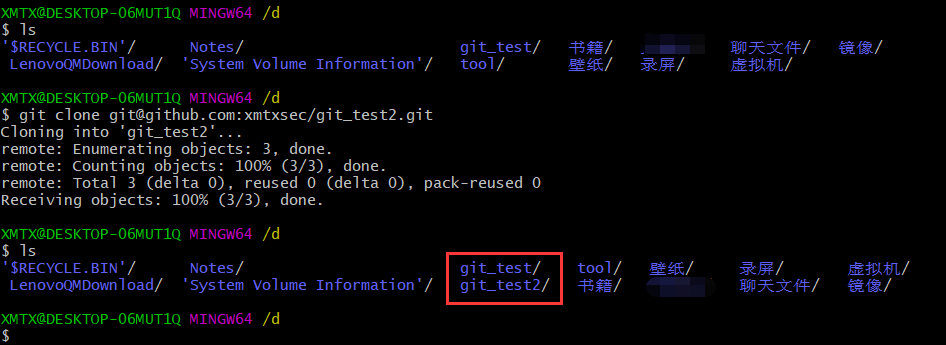 XMTX@DESKTOP-06MUT1Q MINGW64 /d
$ ls
'$RECYCLE.BIN'/ Notes/ git_test/ 书籍/ 聊天文件/ 镜像/
LenovoQMDownload/ 'System Volume Information'/ tool/ 壁纸/ 录屏/ 虚拟机/
XMTX@DESKTOP-06MUT1Q MINGW64 /d
$ git clone git@github.com:xmtxsec/git_test2.git
Cloning into 'git_test2'...
remote: Enumerating objects: 3, done.
remote: Counting objects: 100% (3/3), done.
remote: Total 3 (delta 0), reused 0 (delta 0), pack-reused 0
Receiving objects: 100% (3/3), done.
XMTX@DESKTOP-06MUT1Q MINGW64 /d
$ ls
'$RECYCLE.BIN'/ Notes/ git_test/ tool/ 壁纸/ 录屏/ 虚拟机/
LenovoQMDownload/ 'System Volume Information'/ git_test2/ 书籍/ 聊天文件/ 镜像/
XMTX@DESKTOP-06MUT1Q MINGW64 /d
$